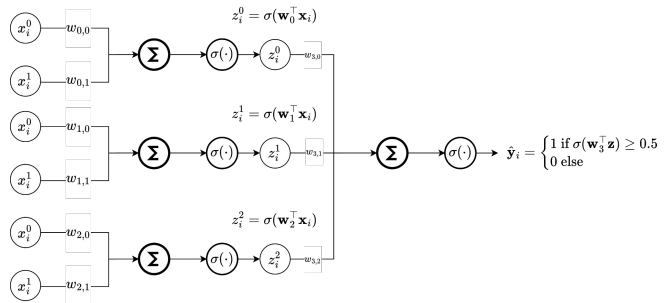 z_i^0 = σ(w_0^⊤ x_i)
x_i^0 w_{0,0}
Σ σ(·) z_i^0 w_{3,0}
x_i^1 w_{0,1}
z_i^1 = σ(w_1^⊤ x_i)
x_i^0 w_{1,0}
Σ σ(·) z_i^1 w_{3,1} Σ σ(·) ŷ_i = { 1 if σ(w_3^⊤ z) ≥ 0.5
0 else
x_i^1 w_{1,1}
z_i^2 = σ(w_2^⊤ x_i)
x_i^0 w_{2,0}
Σ σ(·) z_i^2 w_{3,2}
x_i^1 w_{2,1}